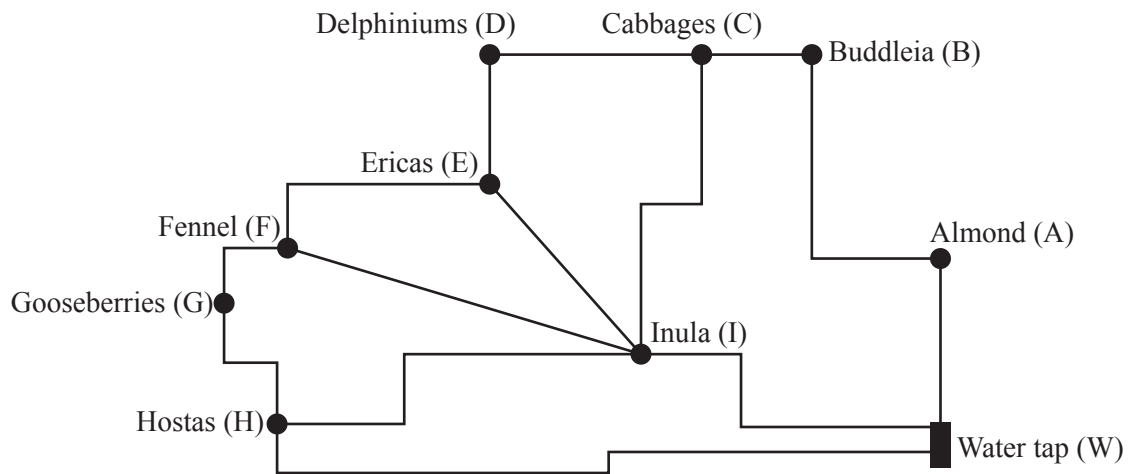 Delphiniums (D)
Cabbages (C)
Buddleia (B)
Ericas (E)
Fennel (F)
Almond (A)
Gooseberries (G)
Inula (I)
Hostas (H)
Water tap (W)